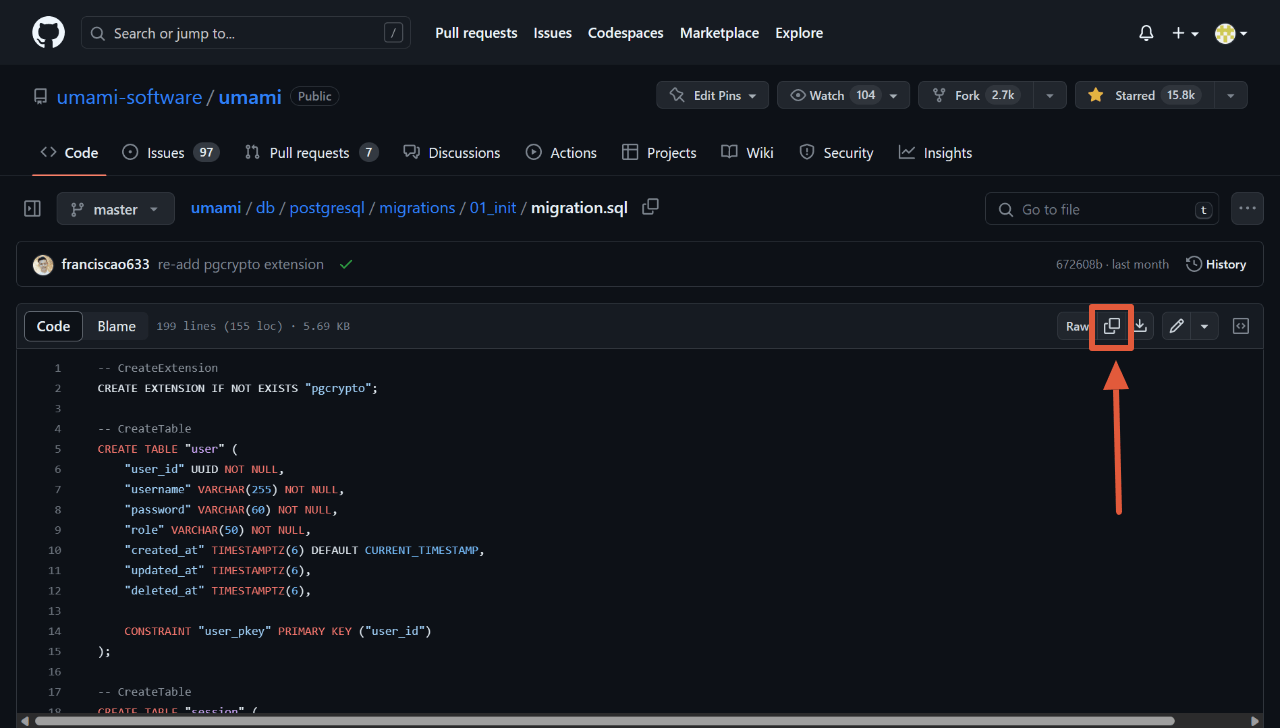 Search or jump to... /
Pull requests Issues Codespaces Marketplace Explore
umami-software / umami Public
Edit Pins Watch 104 Fork 2.7k Starred 15.8k
Code Issues 97 Pull requests 7 Discussions Actions Projects Wiki Security Insights
master umami / db / postgresql / migrations / 01_init / migration.sql Go to file t
franciscao633 re-add pgcrypto extension 672608b · last month History
Code Blame 199 lines (155 loc) · 5.69 KB Raw
1 -- CreateExtension
2 CREATE EXTENSION IF NOT EXISTS "pgcrypto";
3
4 -- CreateTable
5 CREATE TABLE "user" (
6 "user_id" UUID NOT NULL,
7 "username" VARCHAR(255) NOT NULL,
8 "password" VARCHAR(60) NOT NULL,
9 "role" VARCHAR(50) NOT NULL,
10 "created_at" TIMESTAMPTZ(6) DEFAULT CURRENT_TIMESTAMP,
11 "updated_at" TIMESTAMPTZ(6),
12 "deleted_at" TIMESTAMPTZ(6),
13
14 CONSTRAINT "user_pkey" PRIMARY KEY ("user_id")
15 );
16
17 -- CreateTable
18 CREATE TABLE "session" (